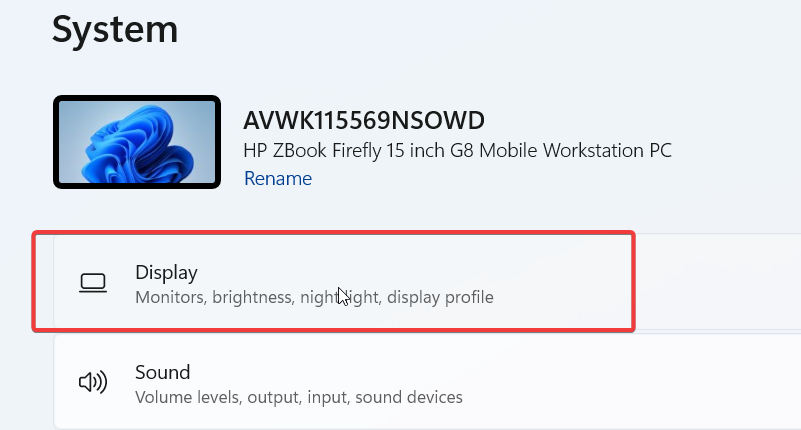 System
AVWK115569NSOWD
HP ZBook Firefly 15 inch G8 Mobile Workstation PC
Rename
Display
Monitors, brightness, night light, display profile
Sound
Volume levels, output, input, sound devices